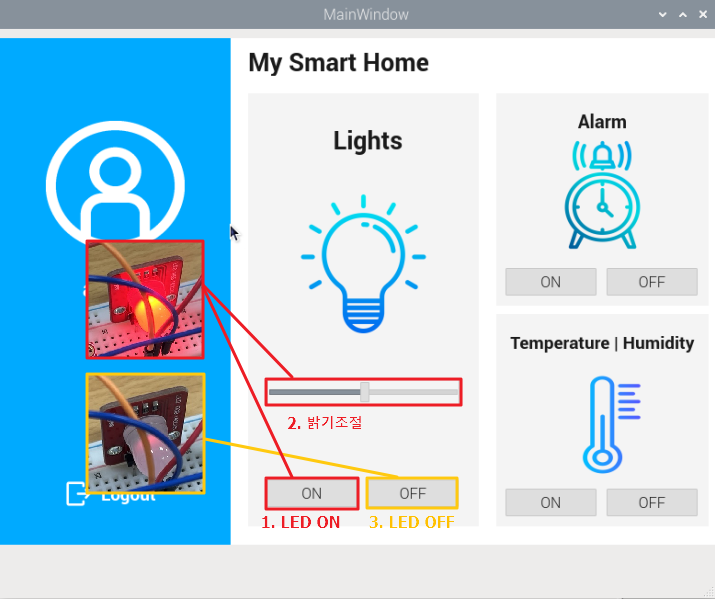 MainWindow
My Smart Home
Lights
2. 밝기조절
ON
OFF
1. LED ON
3. LED OFF
Alarm
ON
OFF
Temperature | Humidity
ON
OFF
Logout